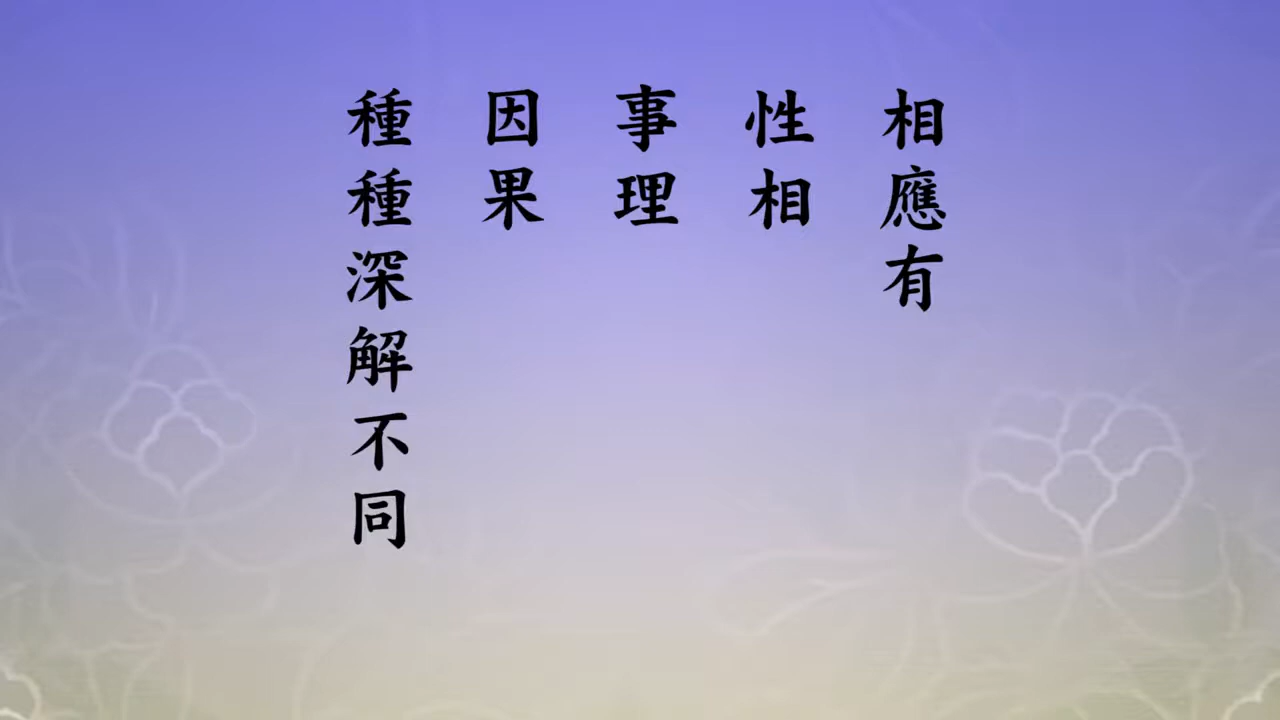 相應有
性相
事理
因果
種種深解不同